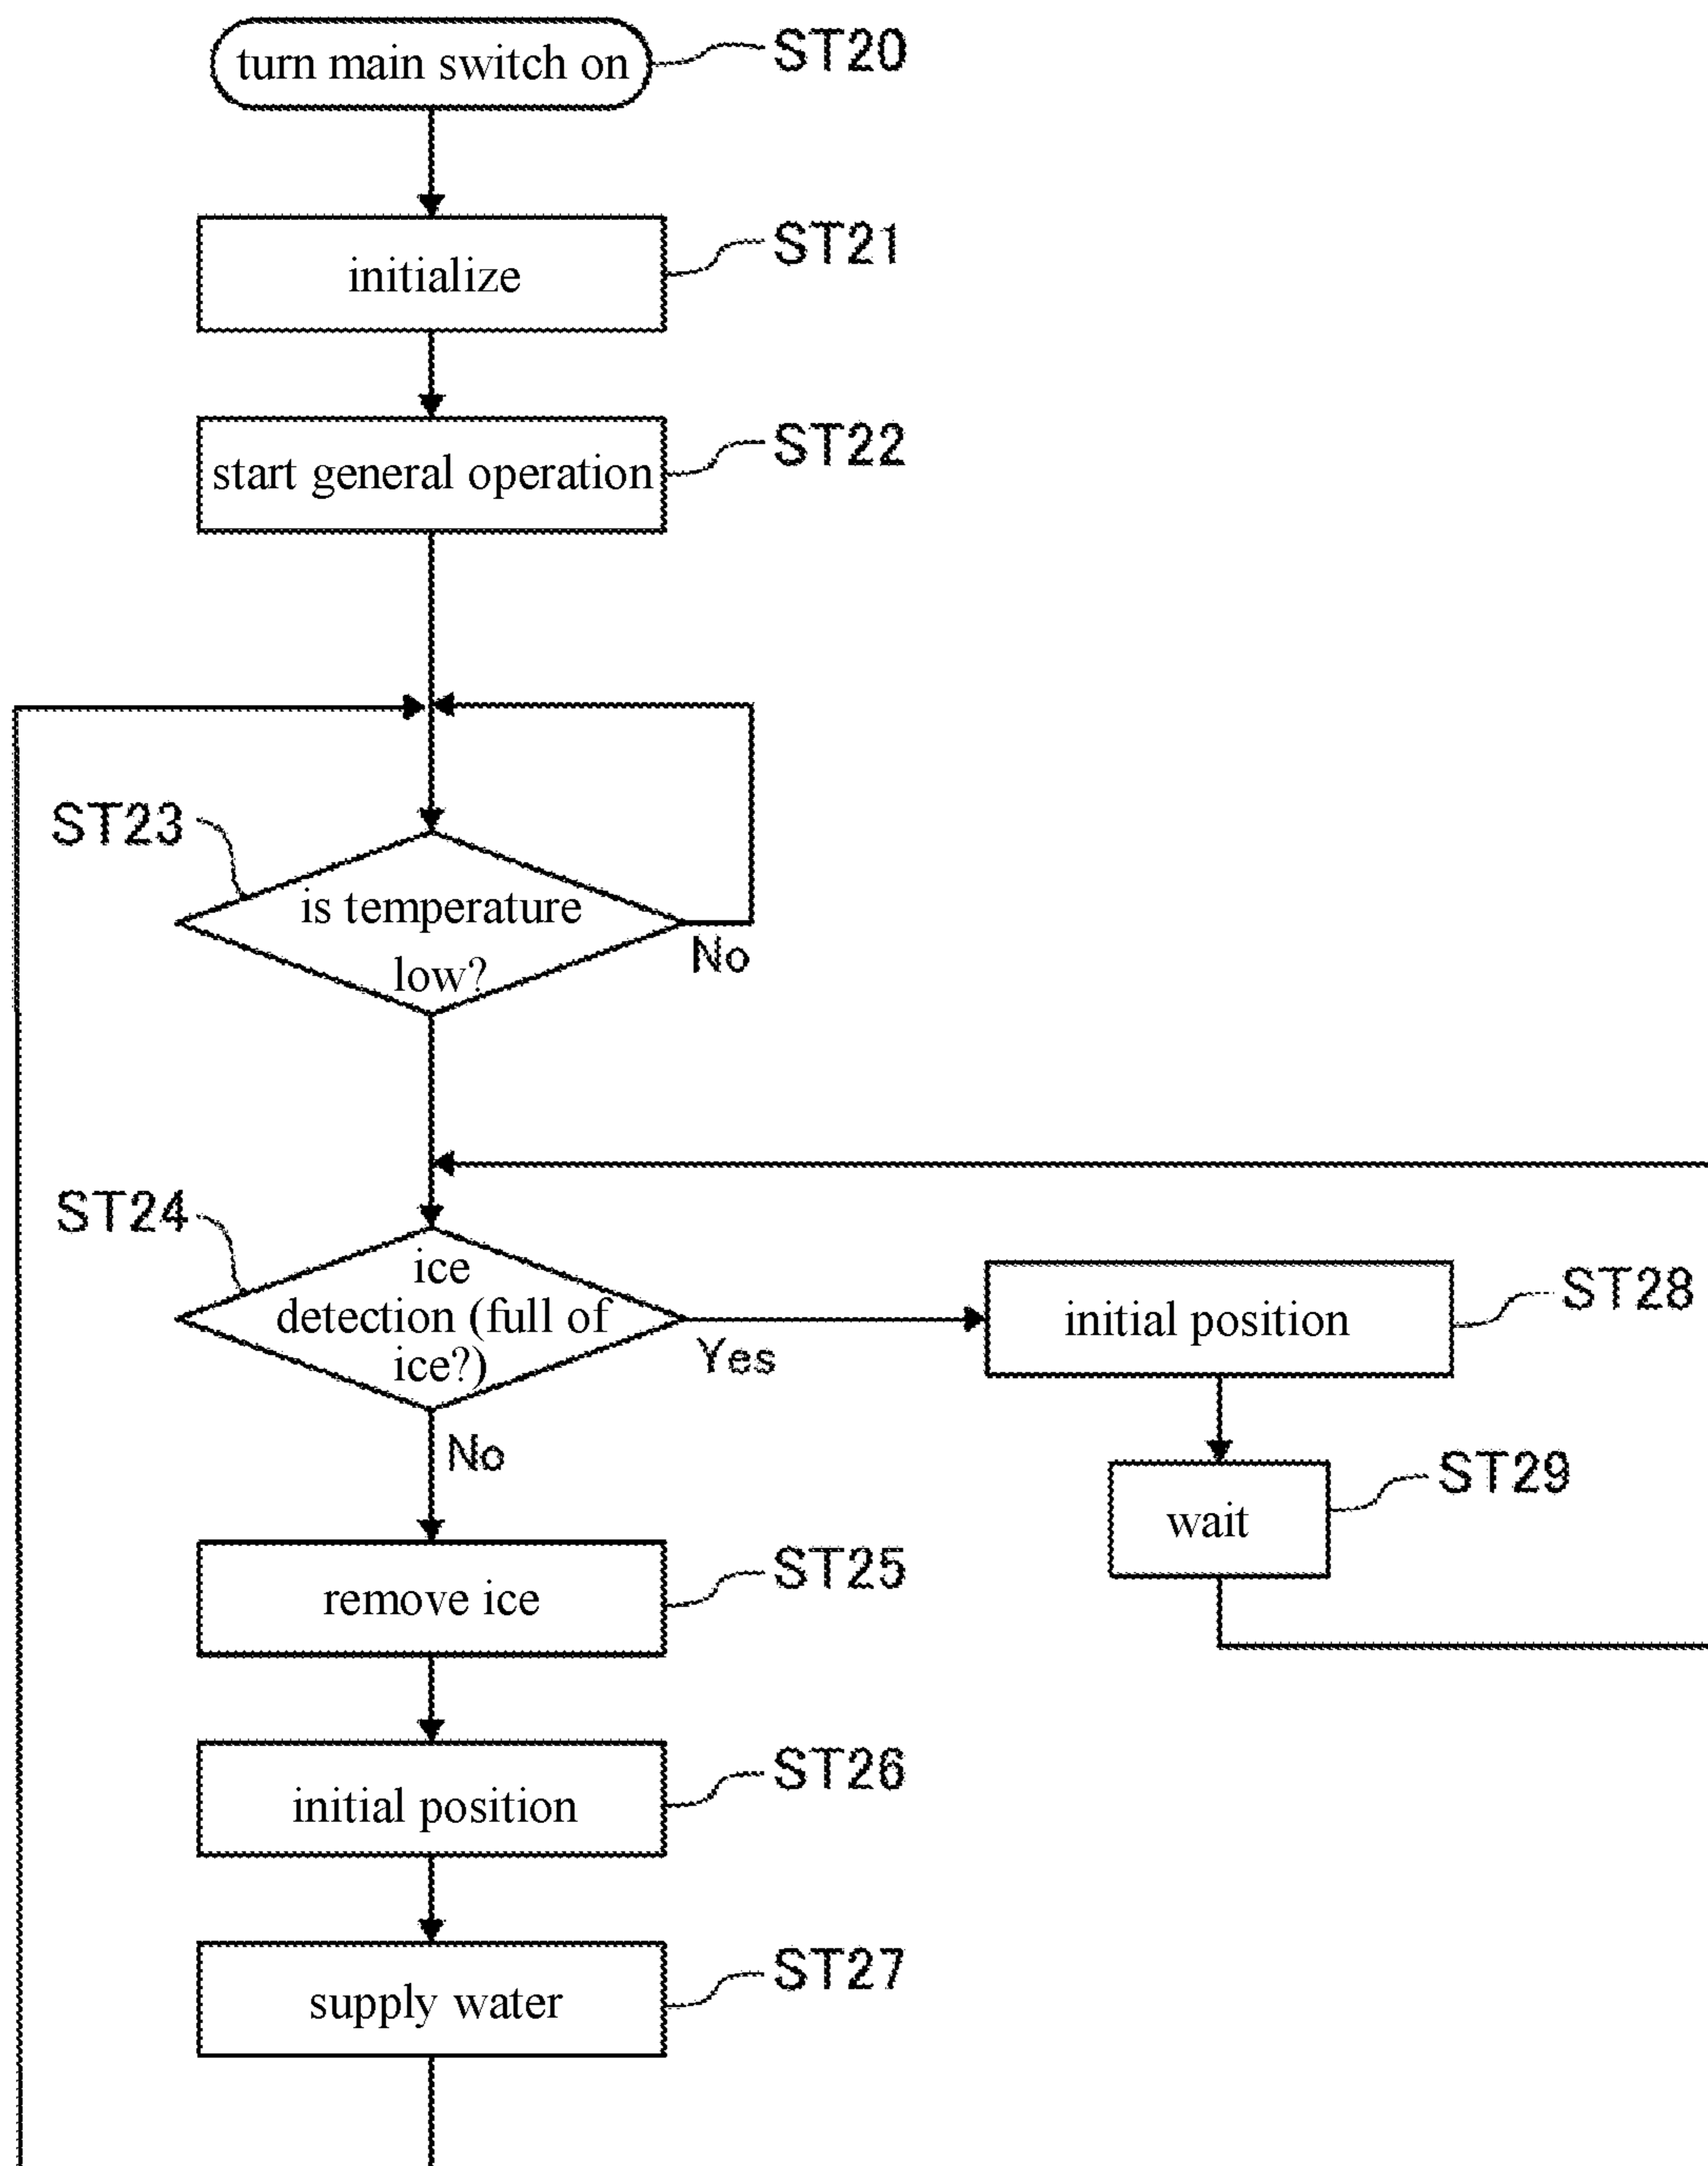 turn main switch on
ST20
initialize
ST21
start general operation
ST22
ST23
is temperature
low?
No
ST24
ice
detection (full of
ice?)
Yes
No
initial position
ST28
wait
ST29
remove ice
ST25
initial position
ST26
supply water
ST27